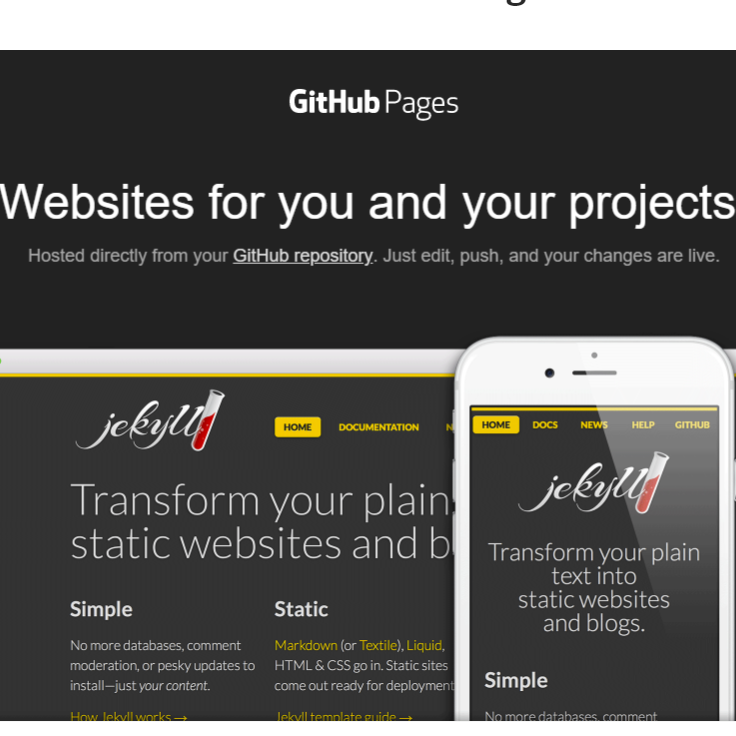 GitHub Pages
Websites for you and your projects
Hosted directly from your GitHub repository. Just edit, push, and your changes are live.
jekyll
HOME DOCUMENTATION N
Transform your plain
static websites and b
Simple
No more databases, comment
moderation, or pesky updates to
install—just your content.
How Jekyll works →
Static
Markdown (or Textile), Liquid,
HTML & CSS go in. Static sites
come out ready for deployment
Jekyll template guide →
HOME DOCS NEWS HELP GITHUB
jekyll
Transform your plain
text into
static websites
and blogs.
Simple
No more databases, comment